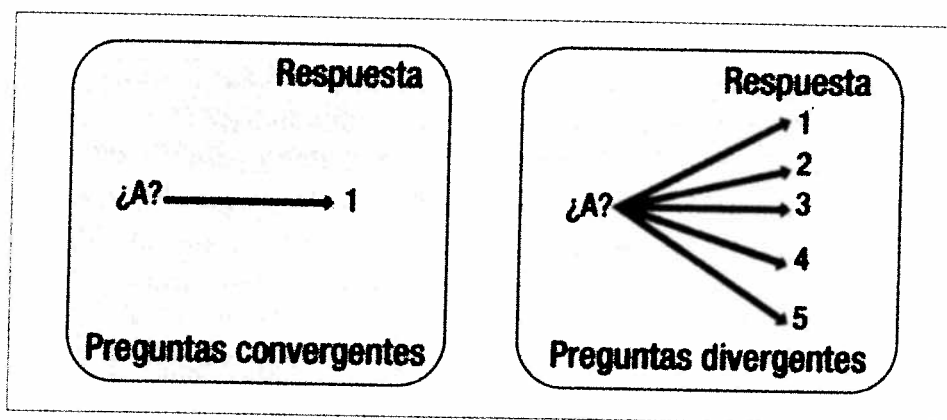 Respuesta
¿A? 1
Preguntas convergentes
Respuesta
1
2
¿A? 3
4
5
Preguntas divergentes